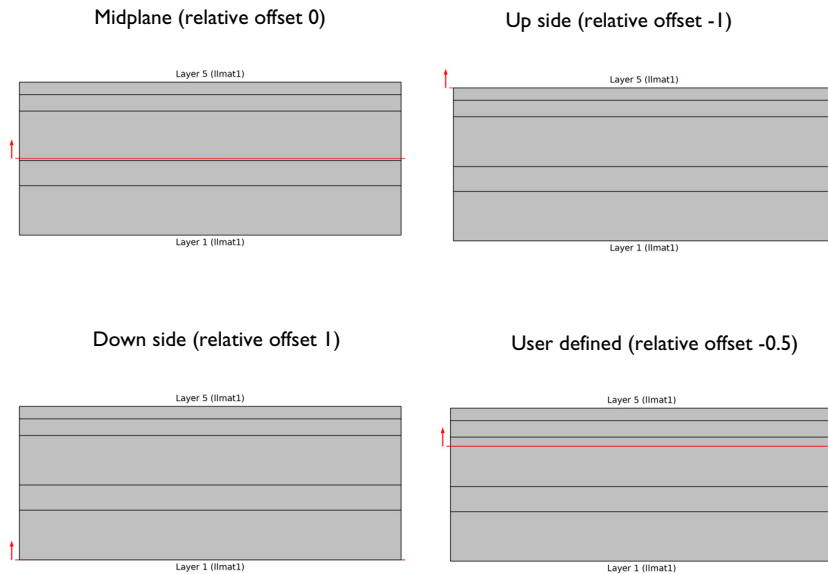 Midplane (relative offset 0)
Up side (relative offset -1)
Layer 5 (llmat1)
Layer 5 (llmat1)
Layer 1 (llmat1)
Layer 1 (llmat1)
Down side (relative offset 1)
User defined (relative offset -0.5)
Layer 5 (llmat1)
Layer 5 (llmat1)
Layer 1 (llmat1)
Layer 1 (llmat1)